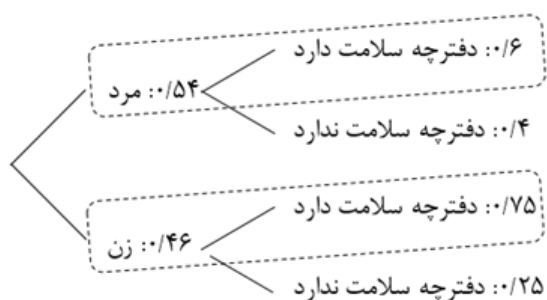 ۰/۶: دفترچه سلامت دارد
۰/۵۴: مرد
۰/۴: دفترچه سلامت ندارد
۰/۷۵: دفترچه سلامت دارد
۰/۴۶: زن
۰/۲۵: دفترچه سلامت ندارد